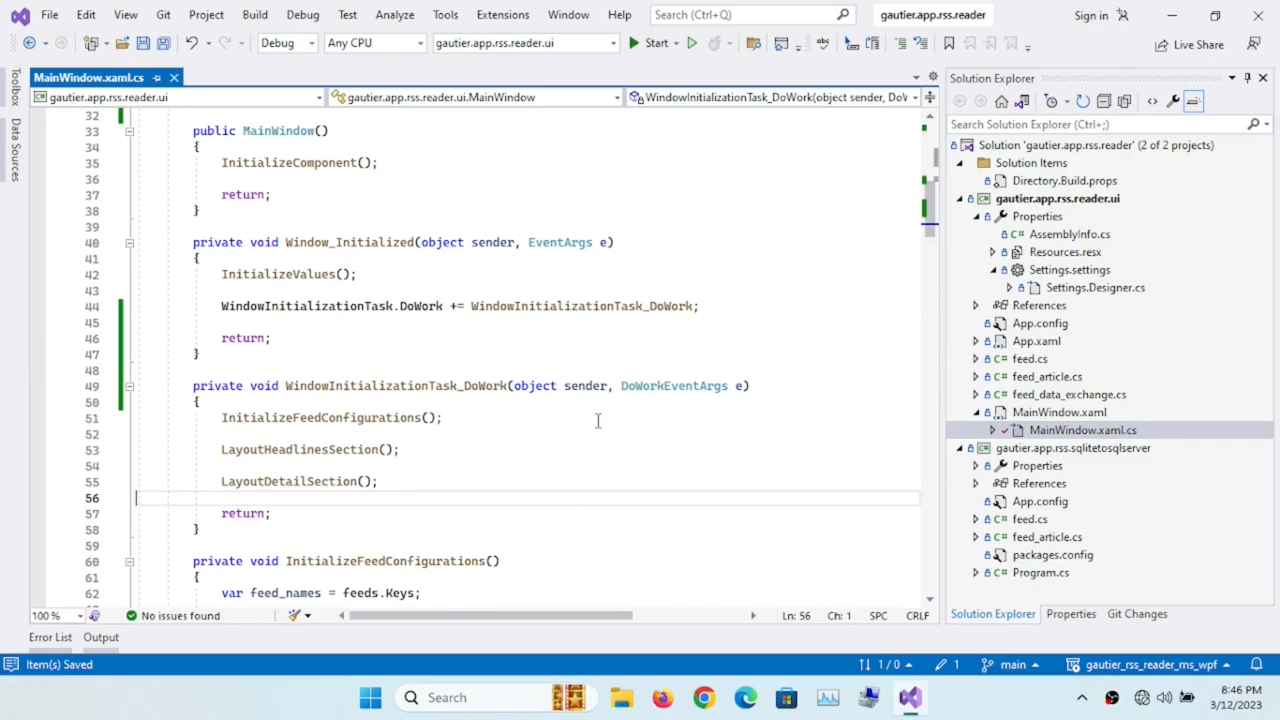 File Edit View Git Project Build Debug Test Analyze Tools Extensions Window Help Search (Ctrl+Q) gautier.app.rss.reader Sign in
Debug Any CPU gautier.app.rss.reader.ui Start Live Share
Toolbox
Data Sources
MainWindow.xaml.cs
gautier.app.rss.reader.ui gautier.app.rss.reader.ui.MainWindow WindowInitializationTask_DoWork(object sender, DoV
32
33 public MainWindow()
34 {
35 InitializeComponent();
36
37 return;
38 }
39
40 private void Window_Initialized(object sender, EventArgs e)
41 {
42 InitializeValues();
43
44 WindowInitializationTask.DoWork += WindowInitializationTask_DoWork;
45
46 return;
47 }
48
49 private void WindowInitializationTask_DoWork(object sender, DoWorkEventArgs e)
50 {
51 InitializeFeedConfigurations();
52
53 LayoutHeadlinesSection();
54
55 LayoutDetailSection();
56
57 return;
58 }
59
60 private void InitializeFeedConfigurations()
61 {
62 var feed_names = feeds.Keys;
100 % No issues found Ln: 56 Ch: 1 SPC CRLF
Error List Output
Solution Explorer
Search Solution Explorer (Ctrl+;)
Solution 'gautier.app.rss.reader' (2 of 2 projects)
Solution Items
Directory.Build.props
gautier.app.rss.reader.ui
Properties
C# AssemblyInfo.cs
Resources.resx
Settings.settings
Settings.Designer.cs
References
App.config
App.xaml
C# feed.cs
C# feed_article.cs
C# feed_data_exchange.cs
MainWindow.xaml
MainWindow.xaml.cs
gautier.app.rss.sqlitetosqlserver
Properties
References
App.config
C# feed.cs
C# feed_article.cs
packages.config
C# Program.cs
Solution Explorer Properties Git Changes
Item(s) Saved 1 / 0 1 main gautier_rss_reader_ms_wpf
Search 8:46 PM
3/12/2023